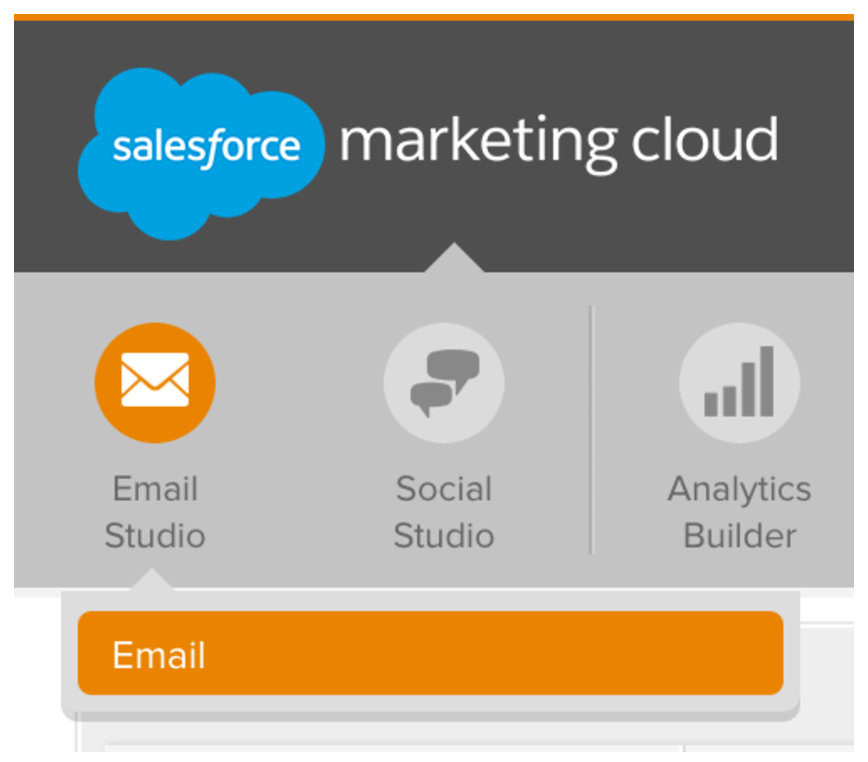 salesforce marketing cloud
Email Studio
Social Studio
Analytics Builder
Email